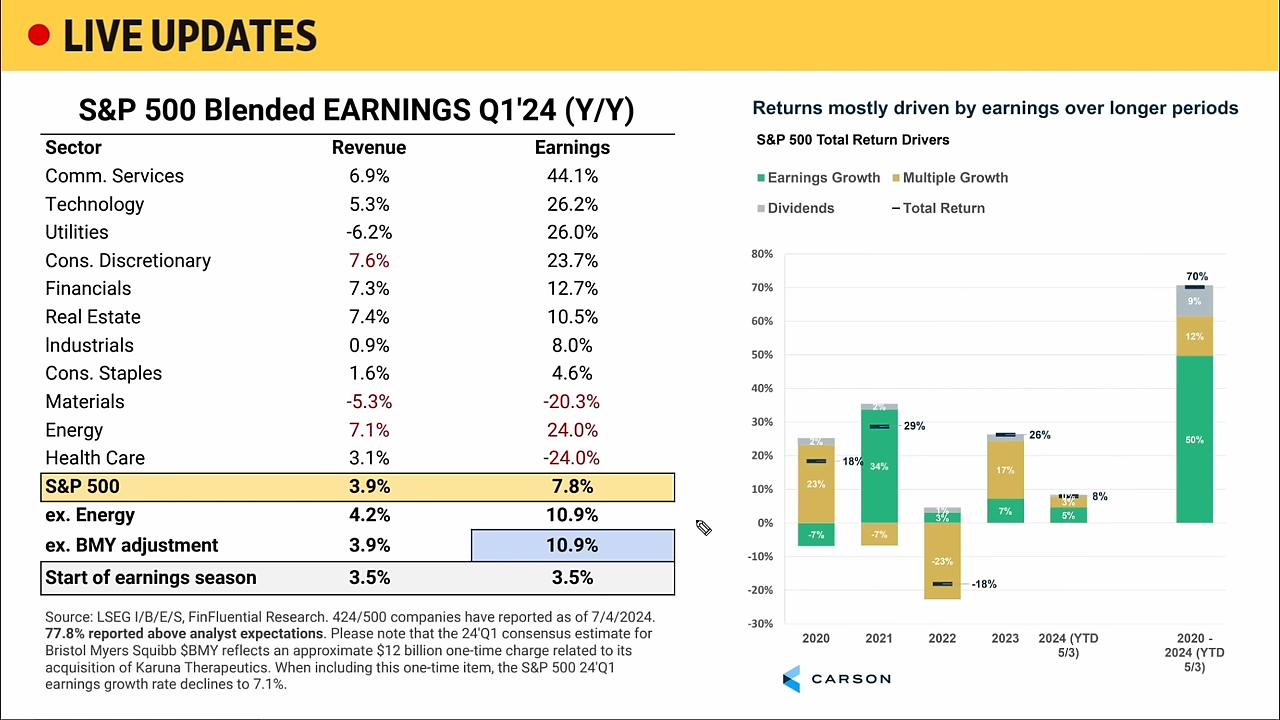 LIVE UPDATES
S&P 500 Blended EARNINGS Q1'24 (Y/Y)
Sector Revenue Earnings
Comm. Services 6.9% 44.1%
Technology 5.3% 26.2%
Utilities -6.2% 26.0%
Cons. Discretionary 7.6% 23.7%
Financials 7.3% 12.7%
Real Estate 7.4% 10.5%
Industrials 0.9% 8.0%
Cons. Staples 1.6% 4.6%
Materials -5.3% -20.3%
Energy 7.1% 24.0%
Health Care 3.1% -24.0%
S&P 500 3.9% 7.8%
ex. Energy 4.2% 10.9%
ex. BMY adjustment 3.9% 10.9%
Start of earnings season 3.5% 3.5%
Source: LSEG I/B/E/S, FinFluential Research. 424/500 companies have reported as of 7/4/2024.
77.8% reported above analyst expectations. Please note that the 24'Q1 consensus estimate for
Bristol Myers Squibb $BMY reflects an approximate $12 billion one-time charge related to its
acquisition of Karuna Therapeutics. When including this one-time item, the S&P 500 24'Q1
earnings growth rate declines to 7.1%.
Returns mostly driven by earnings over longer periods
S&P 500 Total Return Drivers
Earnings Growth Multiple Growth
Dividends Total Return
80%
70%
60%
50%
40%
30%
20%
10%
0%
-10%
-20%
-30%
2%
18%
23%
-7%
2%
29%
34%
-7%
1%
3%
-23%
-18%
26%
17%
7%
0%
8%
3%
5%
70%
9%
12%
50%
2020 2021 2022 2023 2024 (YTD 2020 -
5/3) 2024 (YTD
5/3)
CARSON